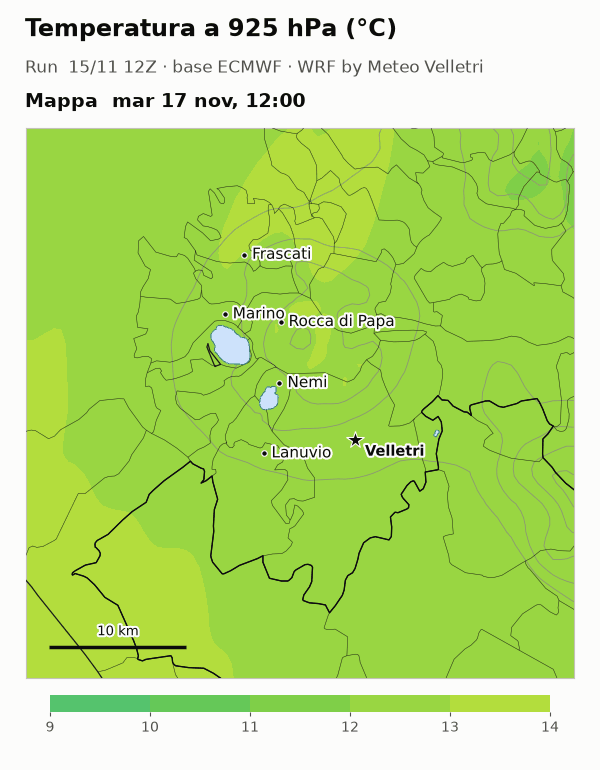 Temperatura a 925 hPa (°C)
Run  15/11 12Z · base ECMWF · WRF by Meteo Velletri
Mappa  mar 17 nov, 12:00
Frascati
Marino
Rocca di Papa
Nemi
Velletri
Lanuvio
10 km
9 10 11 12 13 14